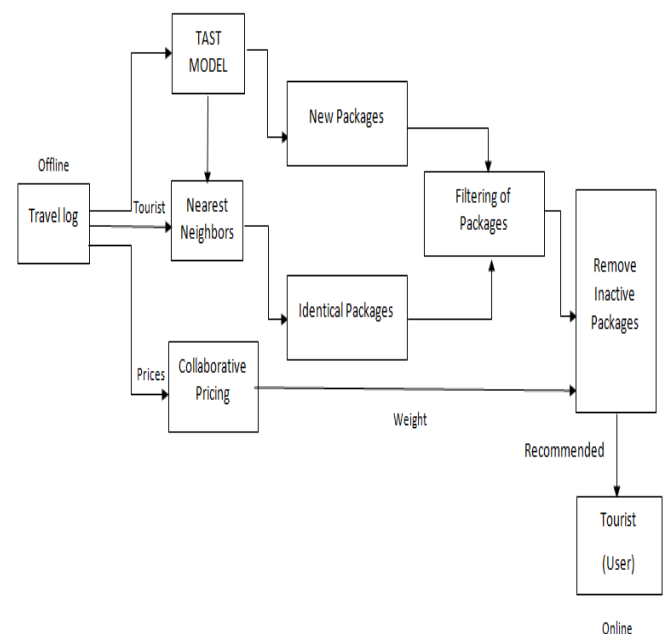 TAST
MODEL
New Packages
Offline
Travel log
Tourist
Nearest
Neighbors
Filtering of
Packages
Identical Packages
Remove
Inactive
Packages
Prices
Collaborative
Pricing
Weight
Recommended
Tourist
(User)
Online